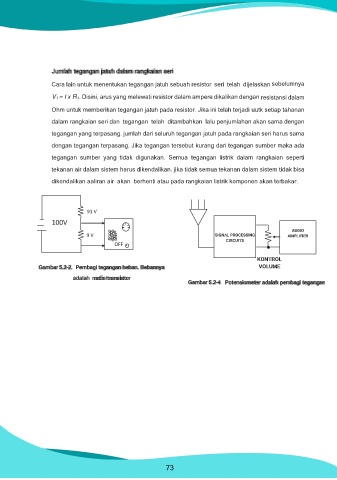 Jumlah tegangan jatuh dalam rangkaian seri
Cara lain untuk menentukan tegangan jatuh sebuah resistor seri telah dijelaskan sebelumnya
V₁ = I x R₁. Disini, arus yang melewati resistor dalam ampere dikalikan dengan resistansi dalam
Ohm untuk memberikan tegangan jatuh pada resistor. Jika ini telah terjadi uutk setiap tahanan
dalam rangkaian seri dan tegangan telah ditambahkan lalu penjumlahan akan sama dengan
tegangan yang terpasang. jumlah dari seluruh tegangan jatuh pada rangkaian seri harus sama
dengan tegangan terpasang. Jika tegangan tersebut kurang dari tegangan sumber maka ada
tegangan sumber yang tidak digunakan. Semua tegangan listrik dalam rangkaian seperti
tekanan air dalam sistem harus dikendalikan. jika tidak semua tekanan dalam sistem tidak bisa
dikendalikan aaliran air akan berhenti atau pada rangkaian listrik komponen akan terbakar.
91 V
100V
9 V
OFF
SIGNAL PROCESSING
CIRCUITS
AUDIO
AMPLIFIER
KONTROL
VOLUME
Gambar 5.2-2. Pembagi tegangan beban. Bebannya
adalah radio transistor
Gambar 5.2-4 Potensiometer adalah pembagi tegangan
73